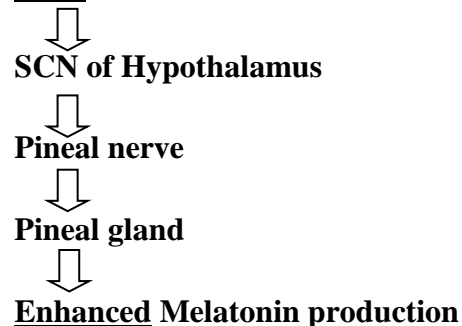 SCN of Hypothalamus
Pineal nerve
Pineal gland
Enhanced Melatonin production